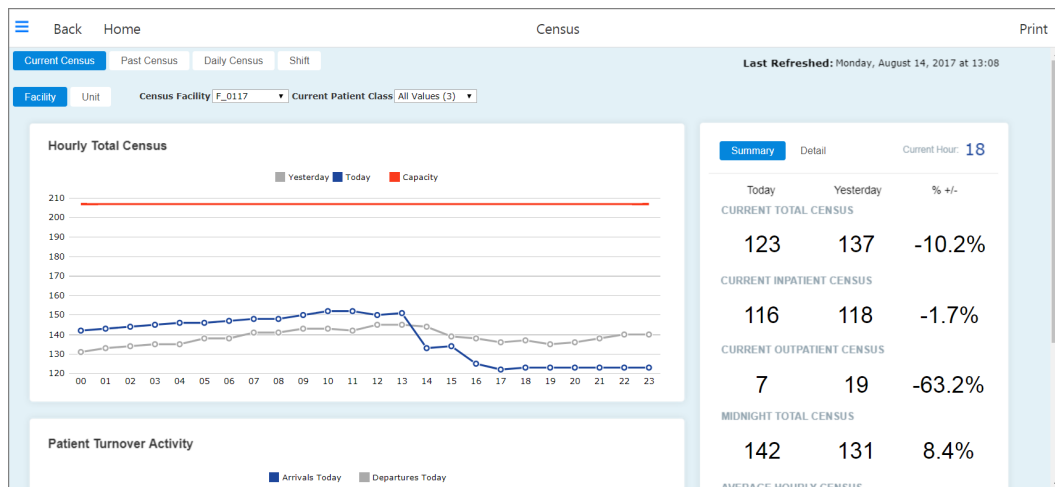 Back Home Census Print
Current Census Past Census Daily Census Shift
Last Refreshed: Monday, August 14, 2017 at 13:08
Facility Unit Census Facility F_0117 Current Patient Class All Values (3)
Hourly Total Census
Yesterday Today Capacity
210
200
190
180
170
160
150
140
130
120
00 01 02 03 04 05 06 07 08 09 10 11 12 13 14 15 16 17 18 19 20 21 22 23
Patient Turnover Activity
Arrivals Today Departures Today
Summary Detail Current Hour: 18
Today Yesterday % +/-
CURRENT TOTAL CENSUS
123 137 -10.2%
CURRENT INPATIENT CENSUS
116 118 -1.7%
CURRENT OUTPATIENT CENSUS
7 19 -63.2%
MIDNIGHT TOTAL CENSUS
142 131 8.4%
AVERAGE HOURLY CENSUS